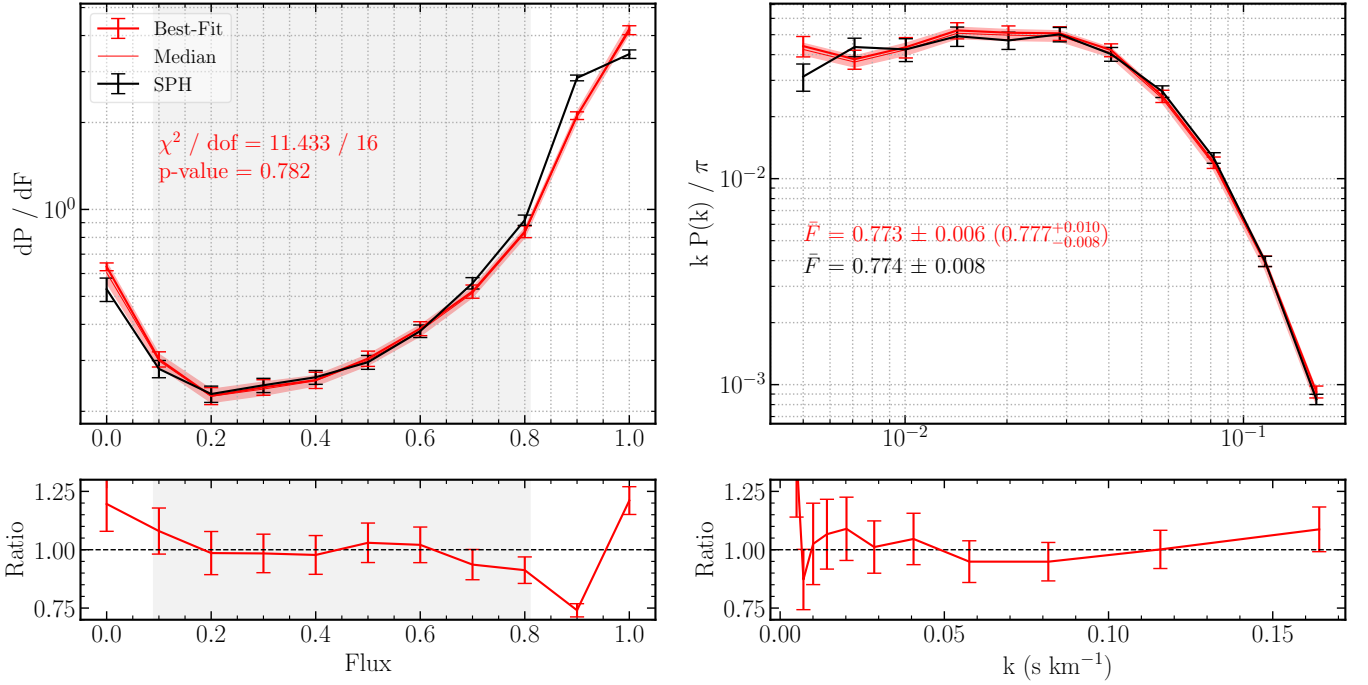 Best-Fit
Median
SPH
χ² / dof = 11.433 / 16
p-value = 0.782
dP / dF
10⁰
0.0 0.2 0.4 0.6 0.8 1.0
k P(k) / π
10⁻²
10⁻³
F̄ = 0.773 ± 0.006 (0.777⁺⁰·⁰¹⁰₋₀.₀₀₈)
F̄ = 0.774 ± 0.008
10⁻² 10⁻¹
Ratio
1.25
1.00
0.75
0.0 0.2 0.4 0.6 0.8 1.0
Flux
Ratio
1.25
1.00
0.75
0.00 0.05 0.10 0.15
k (s km⁻¹)